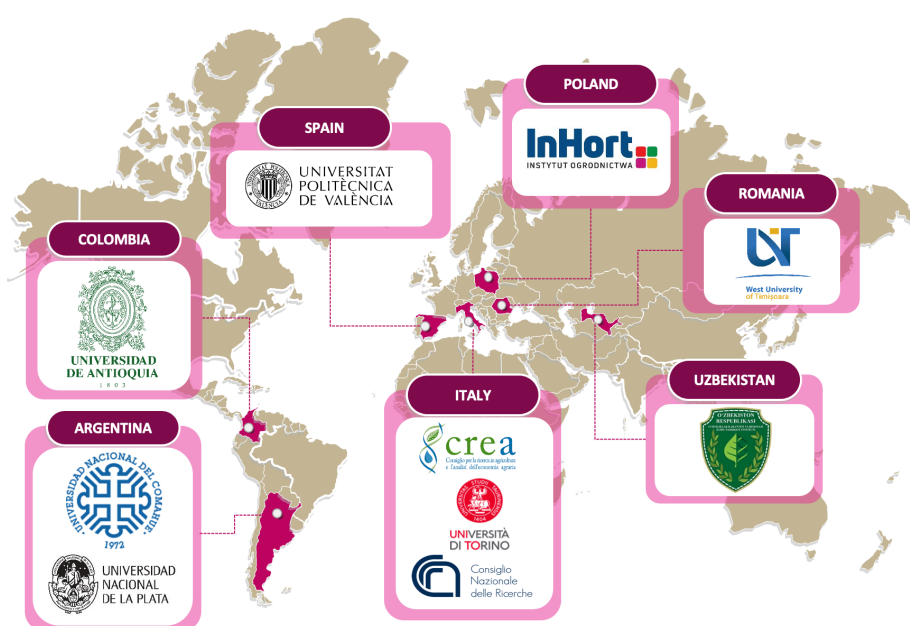 POLAND
InHort
INSTYTUT OGRODNICTWA
SPAIN
UNIVERSITAT
POLITÈCNICA
DE VALÈNCIA
ROMANIA
West University
of Timișoara
COLOMBIA
UNIVERSIDAD
DE ANTIOQUIA
1803
ITALY
crea
Consiglio per la ricerca in agricoltura
e l'analisi dell'economia agraria
1404
UNIVERSITÀ
DI TORINO
Consiglio
Nazionale
delle Ricerche
UZBEKISTAN
O'ZBEKISTON
RESPUBLIKASI
ARGENTINA
UNIVERSIDAD NACIONAL DEL COMAHUE
1972
UNIVERSIDAD
NACIONAL
DE LA PLATA